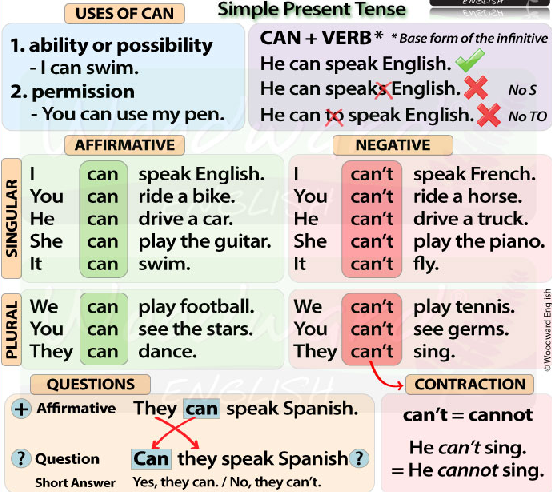 Simple Present Tense
ENGLISH
USES OF CAN
1. ability or possibility
- I can swim.
2. permission
- You can use my pen.
CAN + VERB* * Base form of the infinitive
He can speak English.
He can speaks English. No S
He can to speak English. No TO
AFFIRMATIVE
SINGULAR
I can speak English.
You can ride a bike.
He can drive a car.
She can play the guitar.
It can swim.
PLURAL
We can play football.
You can see the stars.
They can dance.
NEGATIVE
I can't speak French.
You can't ride a horse.
He can't drive a truck.
She can't play the piano.
It can't fly.
We can't play tennis.
You can't see germs.
They can't sing.
© Woodward English
QUESTIONS
+ Affirmative They can speak Spanish.
? Question Can they speak Spanish?
Short Answer Yes, they can. / No, they can't.
CONTRACTION
can't = cannot
He can't sing.
= He cannot sing.
Woodward
ENGLISH
Woodward
ENGLISH